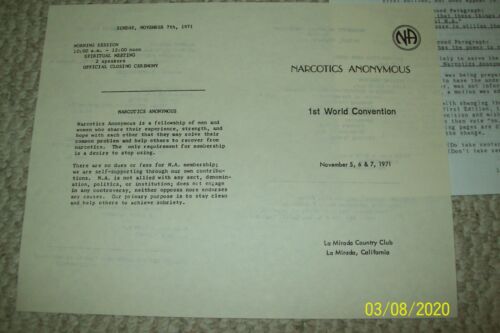 SUNDAY, NOVEMBER 7th, 1971
MORNING SESSION
10:00 a.m. - 12:00 noon
SPIRITUAL MEETING
2 speakers
OFFICIAL CLOSING CEREMONY
NARCOTICS ANONYMOUS
Narcotics Anonymous is a fellowship of men and
women who share their experience, strength, and
hope with each other that they may solve their
common problem and help others to recover from
narcotics. The only requirement for membership
is a desire to stop using.
There are no dues or fees for N.A. membership;
we are self-supporting through our own contribu-
tions. N.A. is not allied with any sect, denomin-
ation, politics, or institution; does not engage
in any controversy, neither opposes nor endorses
any causes. Our primary purpose is to stay clean
and help others to achieve sobriety.
NA
NARCOTICS ANONYMOUS
1st World Convention
November 5, 6 & 7, 1971
La Mirada Country Club
La Mirada, California
03/08/2020